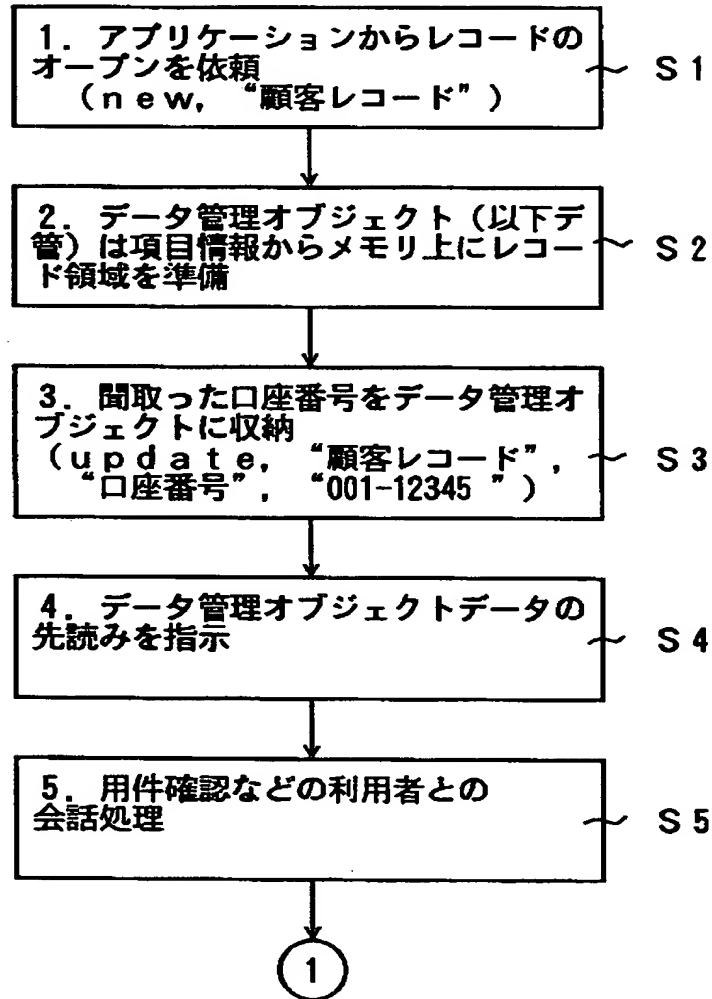 1. アプリケーションからレコードの
オープンを依頼
(new, “顧客レコード”)
S1
2. データ管理オブジェクト(以下デ
管)は項目情報からメモリ上にレコー
ド領域を準備
S2
3. 聞取った口座番号をデータ管理オ
ブジェクトに収納
(update, “顧客レコード”,
“口座番号”, “001-12345 ”)
S3
4. データ管理オブジェクトデータの
先読みを指示
S4
5. 用件確認などの利用者との
会話処理
S5
1